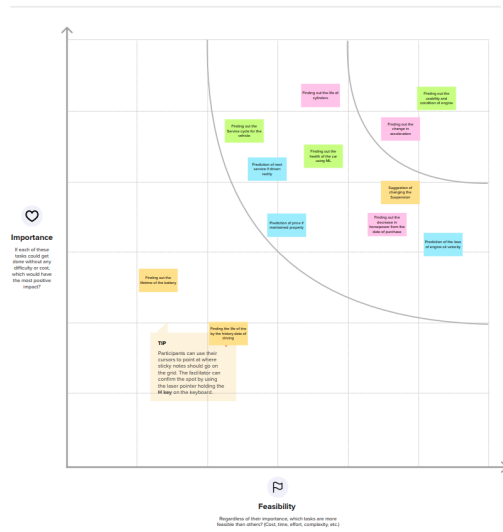 Finding out the life of
cylinders
Finding out the
usability and
condition of engine
Finding out the
Service cycle for the
vehicle
Finding out the
change in
acceleration
Finding out the
health of the car
using ML
Prediction of next
service if driven
Suggestion of
changing the
Suspension
Prediction of price if
maintained properly
Finding out the
decrease in
horsepower from the
date of purchase
Prediction of the loss
of engine oil velocity
Importance
If each of these
tasks could get
done without any
difficulty or cost,
which would have
the most positive
impact?
Finding out the
lifetime of the battery
Finding the life of tire
by the history/date of
driving
TIP
Participants can use their
cursors to point at where
sticky notes should go on
the grid. The facilitator can
confirm the spot by using
the laser pointer holding the
H key on the keyboard.
Feasibility
Regardless of their importance, which tasks are more
feasible than others? (Cost, time, effort, complexity, etc.)